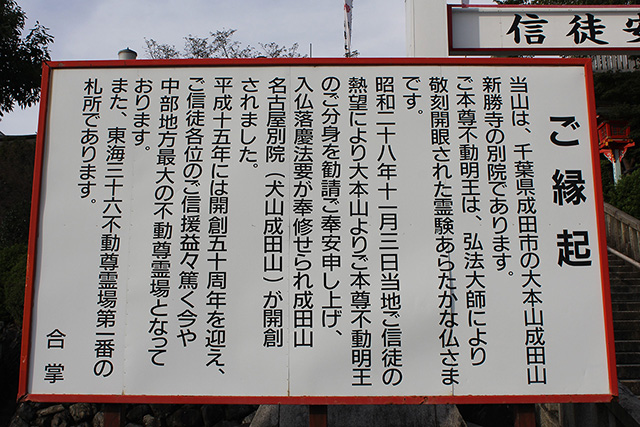 信徒安
ご縁起
当山は、千葉県成田市の大本山成田山
新勝寺の別院であります。
ご本尊不動明王は、弘法大師により
敬刻開眼された霊験あらたかな仏さま
です。
昭和二十八年十一月三日当地ご信徒の
熱望により大本山よりご本尊不動明王
のご分身を勧請ご奉安申し上げ、
入仏落慶法要が奉修せられ成田山
名古屋別院（犬山成田山）が開創
されました。
平成十五年には開創五十周年を迎え、
ご信徒各位のご信援益々篤く今や
中部地方最大の不動尊霊場となって
おります。
また、東海三十六不動尊霊場第一番の
札所であります。
合掌